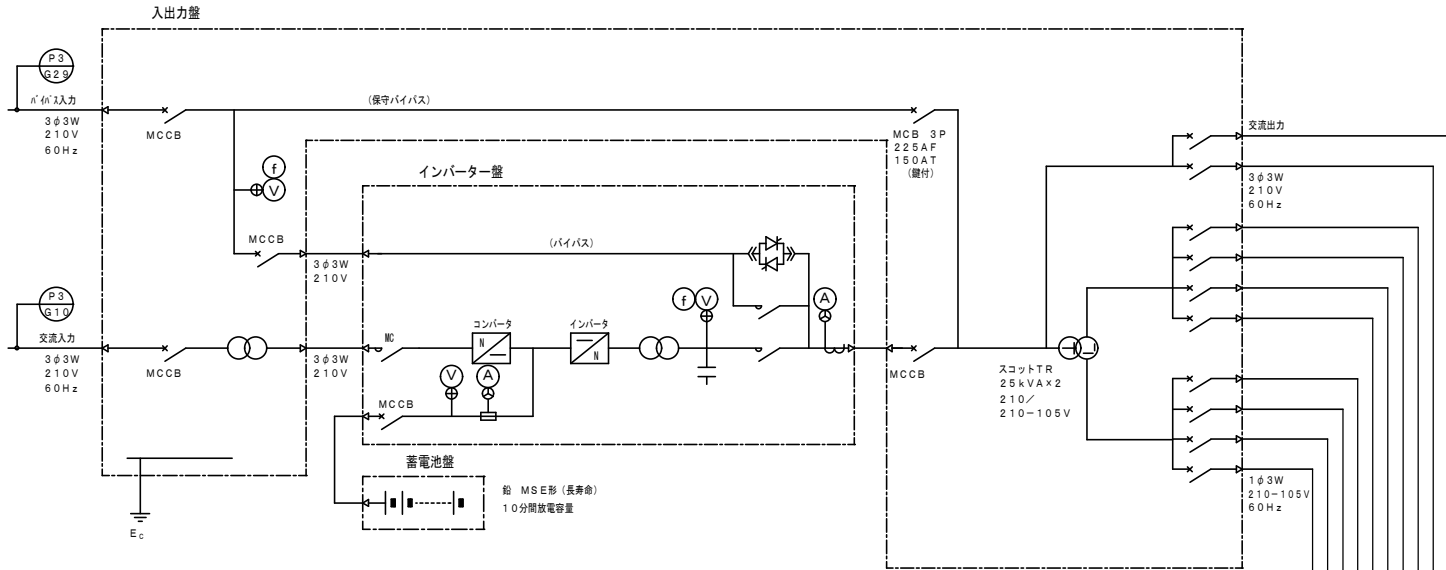 入出力盤
P3
G29
バイパス入力
3φ3W
210V
60Hz
MCCB
(保守バイパス)
MCB 3P
225AF
150AT
(鍵付)
交流出力
3φ3W
210V
60Hz
インバーター盤
f
V
MCCB
3φ3W
210V
(バイパス)
P3
G10
交流入力
3φ3W
210V
60Hz
MCCB
3φ3W
210V
MC
コンバータ
N
インバータ
N
f
V
A
V
A
MCCB
MCCB
スコットTR
25kVA×2
210/
210-105V
蓄電池盤
鉛 MSE形(長寿命)
10分間放電容量
EC
1φ3W
210-105V
60Hz